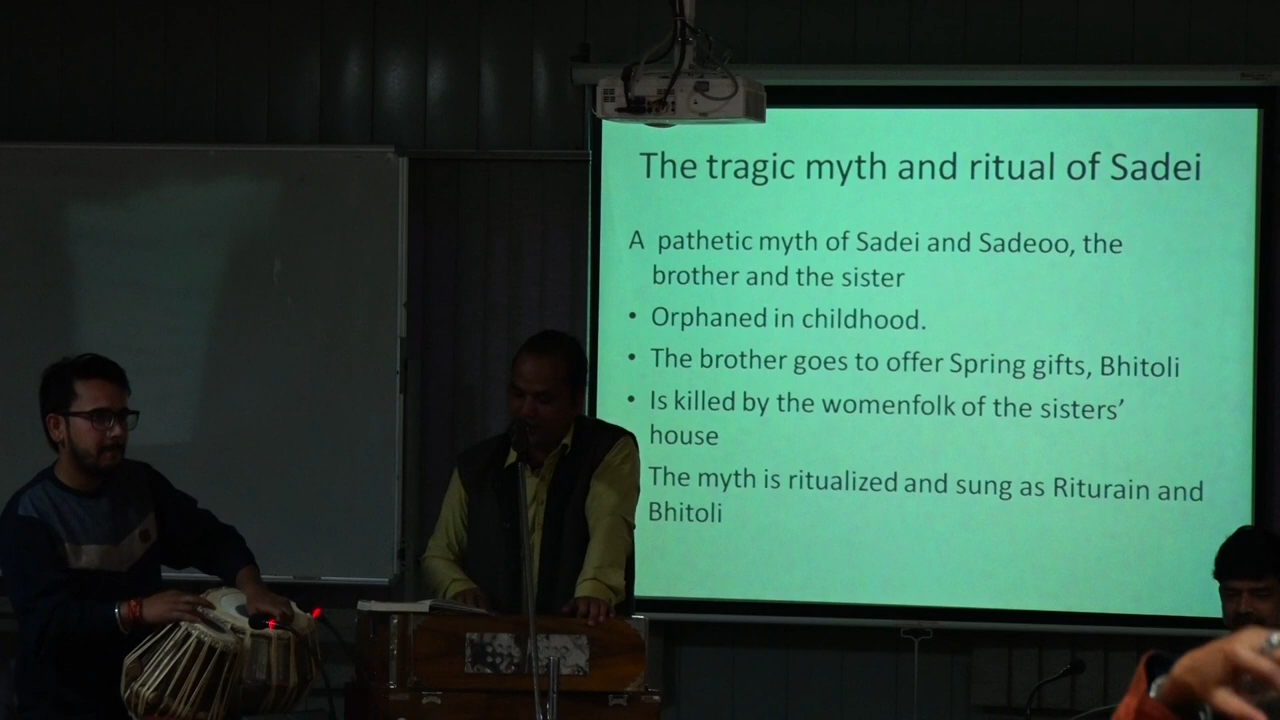 The tragic myth and ritual of Sadei
A pathetic myth of Sadei and Sadeoo, the
brother and the sister
• Orphaned in childhood.
• The brother goes to offer Spring gifts, Bhitoli
• Is killed by the womenfolk of the sisters’
house
The myth is ritualized and sung as Riturain and
Bhitoli